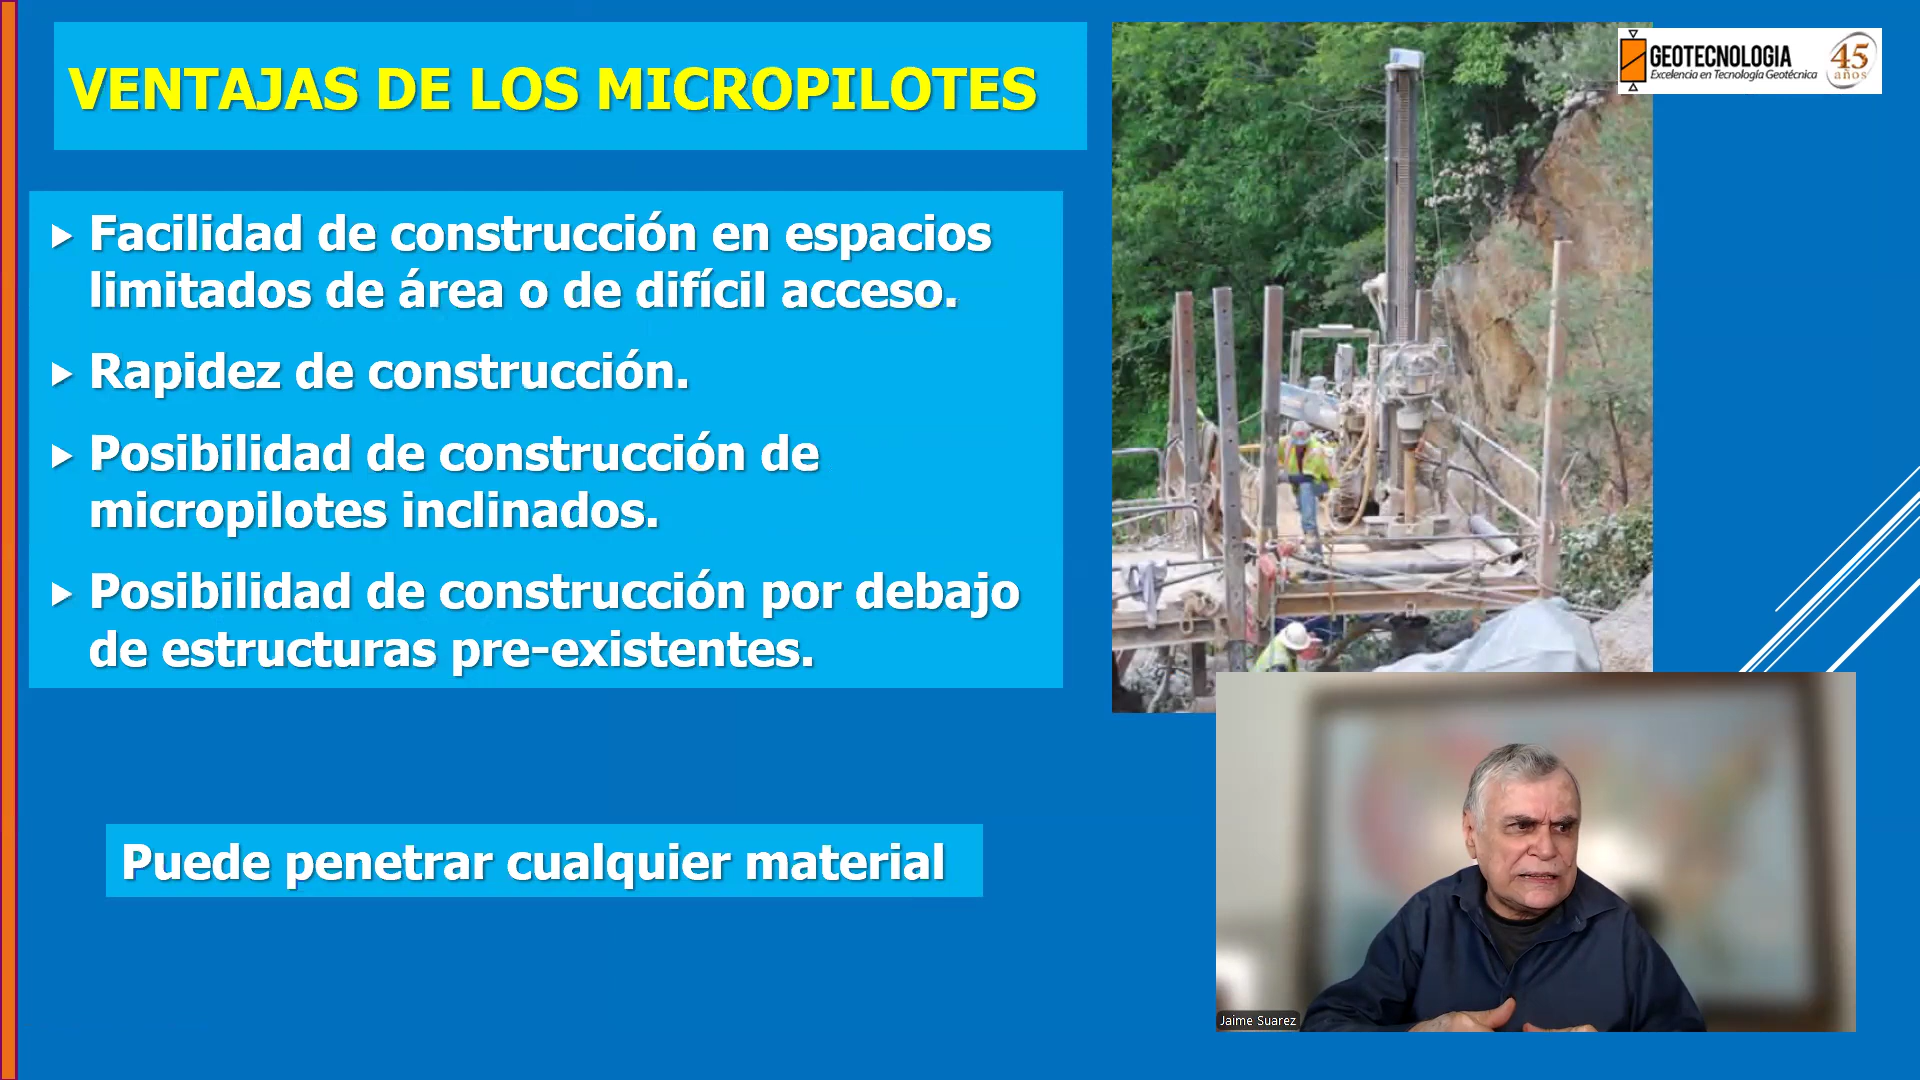 VENTAJAS DE LOS MICROPILOTES
GEOTECNOLOGIA
Excelencia en Tecnología Geotécnica
45
años
Facilidad de construcción en espacios
limitados de área o de difícil acceso.
Rapidez de construcción.
Posibilidad de construcción de
micropilotes inclinados.
Posibilidad de construcción por debajo
de estructuras pre-existentes.
Puede penetrar cualquier material
Jaime Suarez